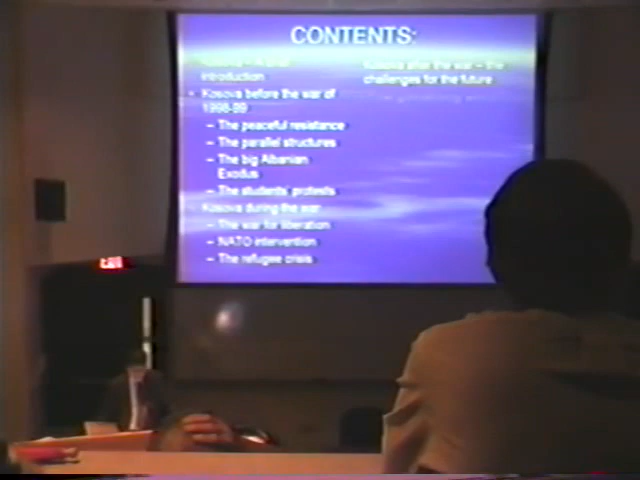 CONTENTS:
introduction
• Kosova before the war of
1998-99
– The peaceful resistance
– The parallel structures
– The big Albanian
Exodus
– The students' protests
Kosova during the war
– The war for liberation
– NATO intervention
– The refugee crisis
Kosova after the war – the
challenges for the future
EXIT